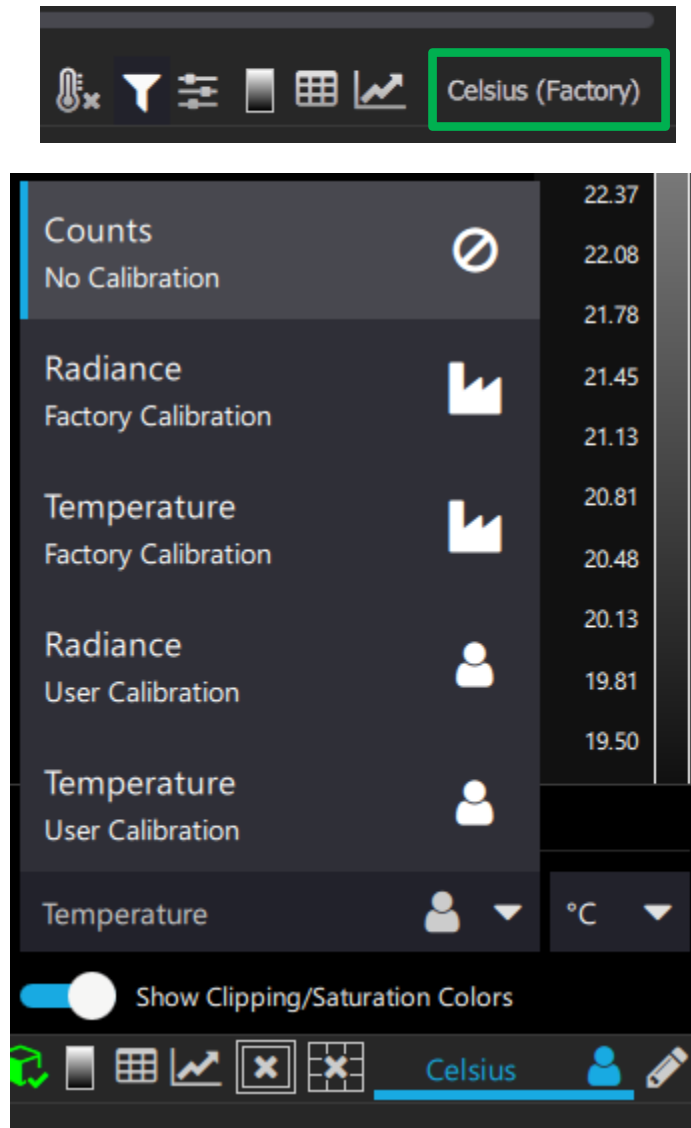 Celsius (Factory)
Counts
No Calibration
Radiance
Factory Calibration
Temperature
Factory Calibration
Radiance
User Calibration
Temperature
User Calibration
Temperature
°C
22.37
22.08
21.78
21.45
21.13
20.81
20.48
20.13
19.81
19.50
Show Clipping/Saturation Colors
Celsius